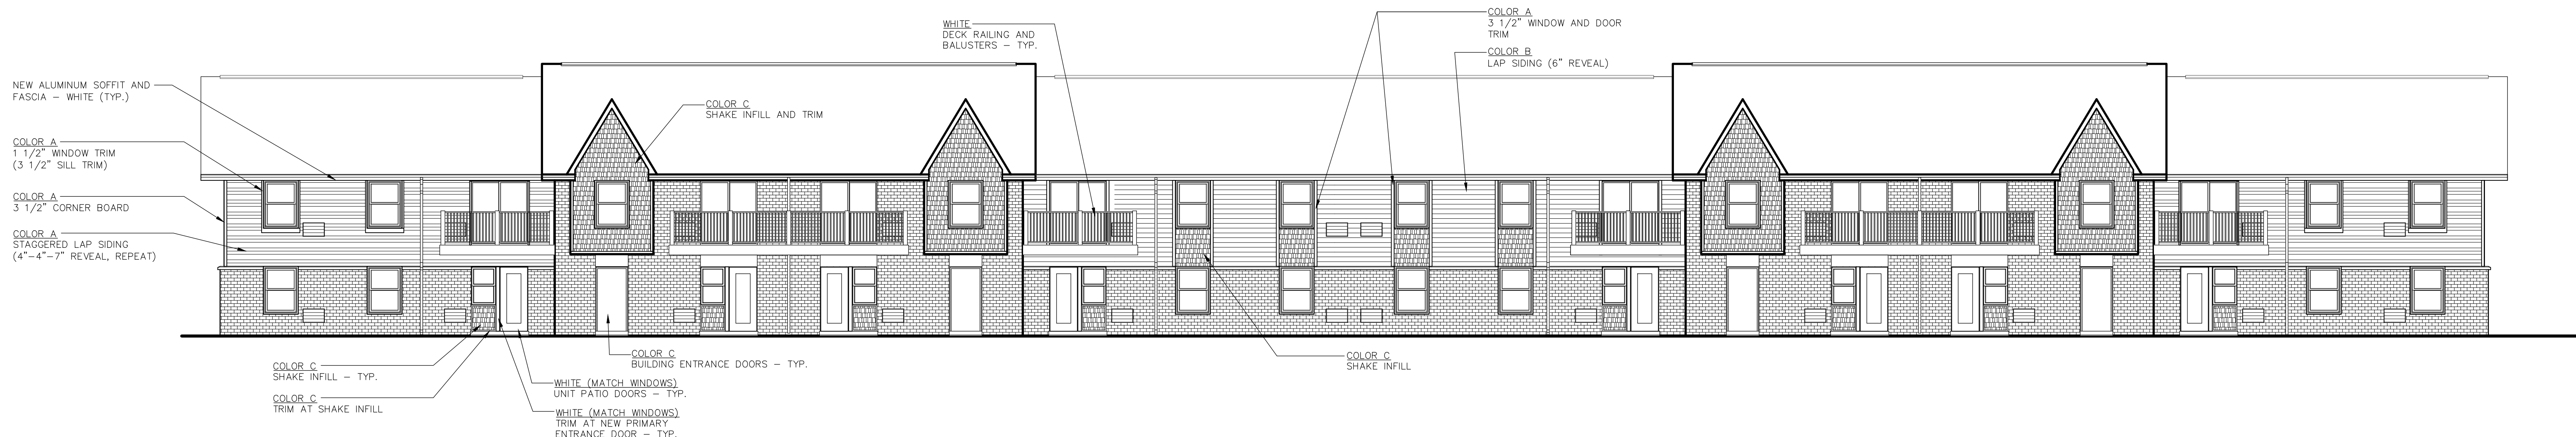 WHITE
DECK RAILING AND
BALUSTERS – TYP.
COLOR A
3 1/2" WINDOW AND DOOR
TRIM
COLOR B
LAP SIDING (6" REVEAL)
NEW ALUMINUM SOFFIT AND
FASCIA – WHITE (TYP.)
COLOR C
SHAKE INFILL AND TRIM
COLOR A
1 1/2" WINDOW TRIM
(3 1/2" SILL TRIM)
COLOR A
3 1/2" CORNER BOARD
COLOR A
STAGGERED LAP SIDING
(4"–4"–7" REVEAL, REPEAT)
COLOR C
SHAKE INFILL – TYP.
COLOR C
TRIM AT SHAKE INFILL
COLOR C
BUILDING ENTRANCE DOORS – TYP.
WHITE (MATCH WINDOWS)
UNIT PATIO DOORS – TYP.
WHITE (MATCH WINDOWS)
TRIM AT NEW PRIMARY
ENTRANCE DOOR – TYP.
COLOR C
SHAKE INFILL